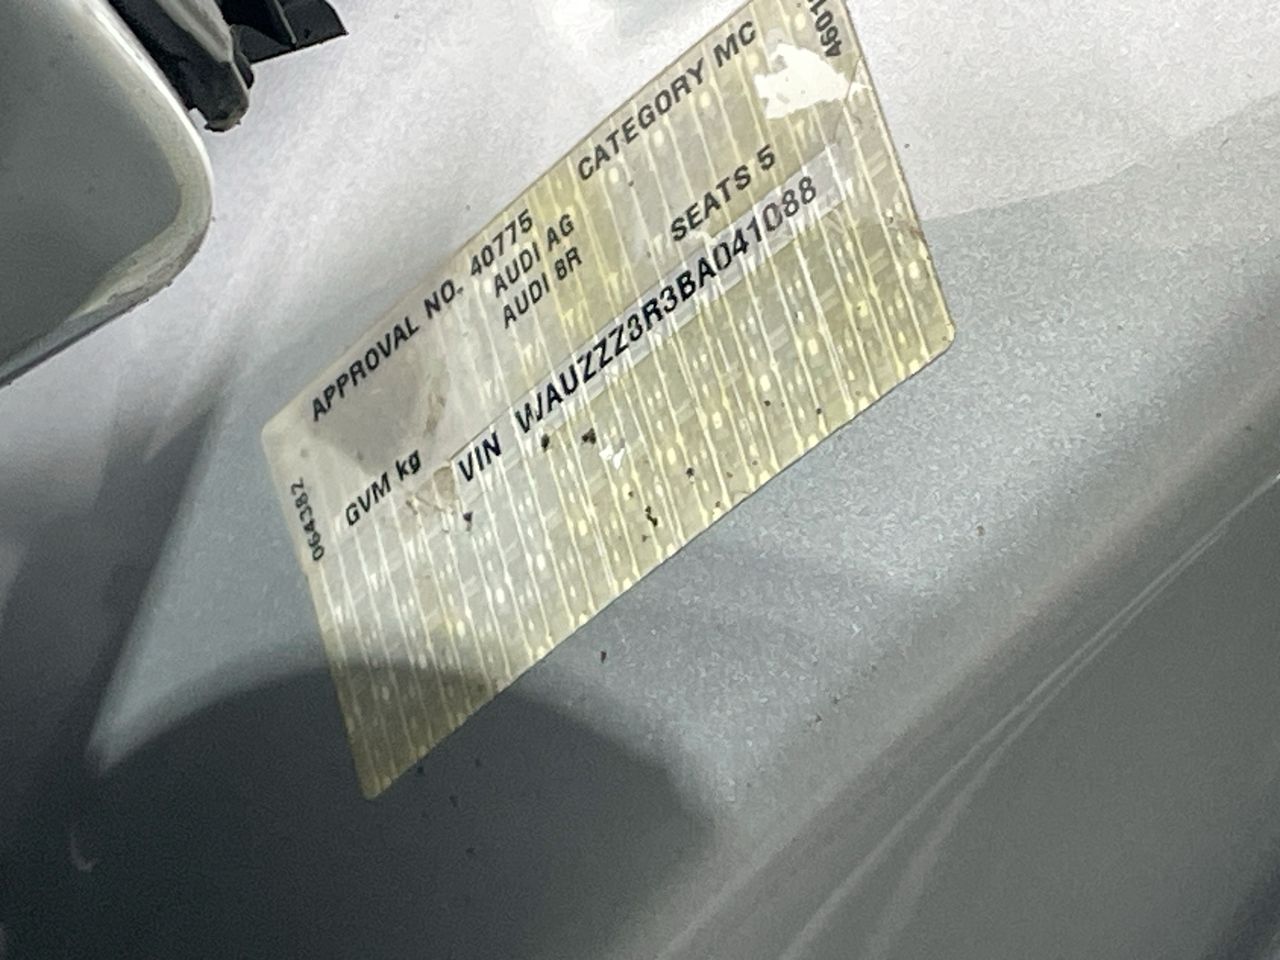 APPROVAL NO. 40775 CATEGORY MC
AUDI AG
AUDI 8R
GVM kg SEATS 5
VIN WAUZZZ8R3BA041088
064382